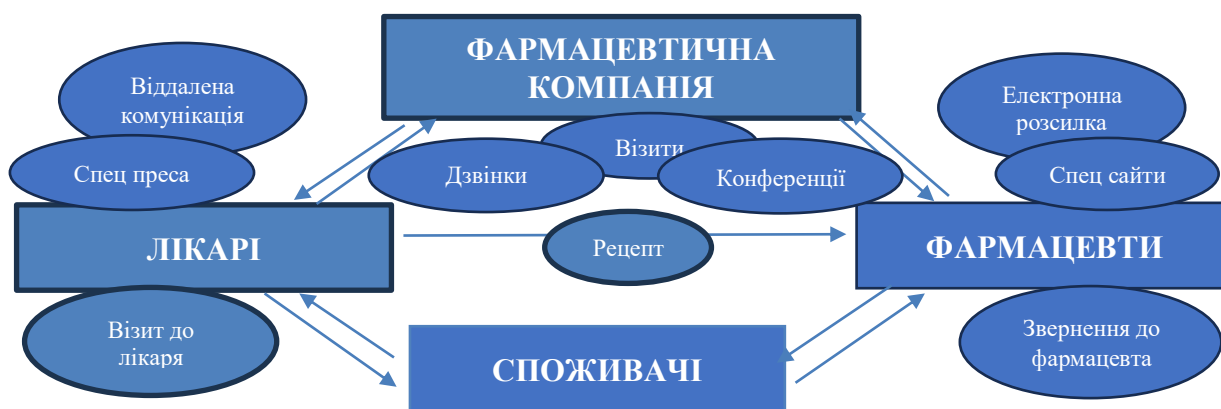 ФАРМАЦЕВТИЧНА
КОМПАНІЯ
Віддалена
комунікація
Електронна
розсилка
Візити
Спец преса
Дзвінки
Конференції
Спец сайти
ЛІКАРІ
Рецепт
ФАРМАЦЕВТИ
Візит до
лікаря
СПОЖИВАЧІ
Звернення до
фармацевта